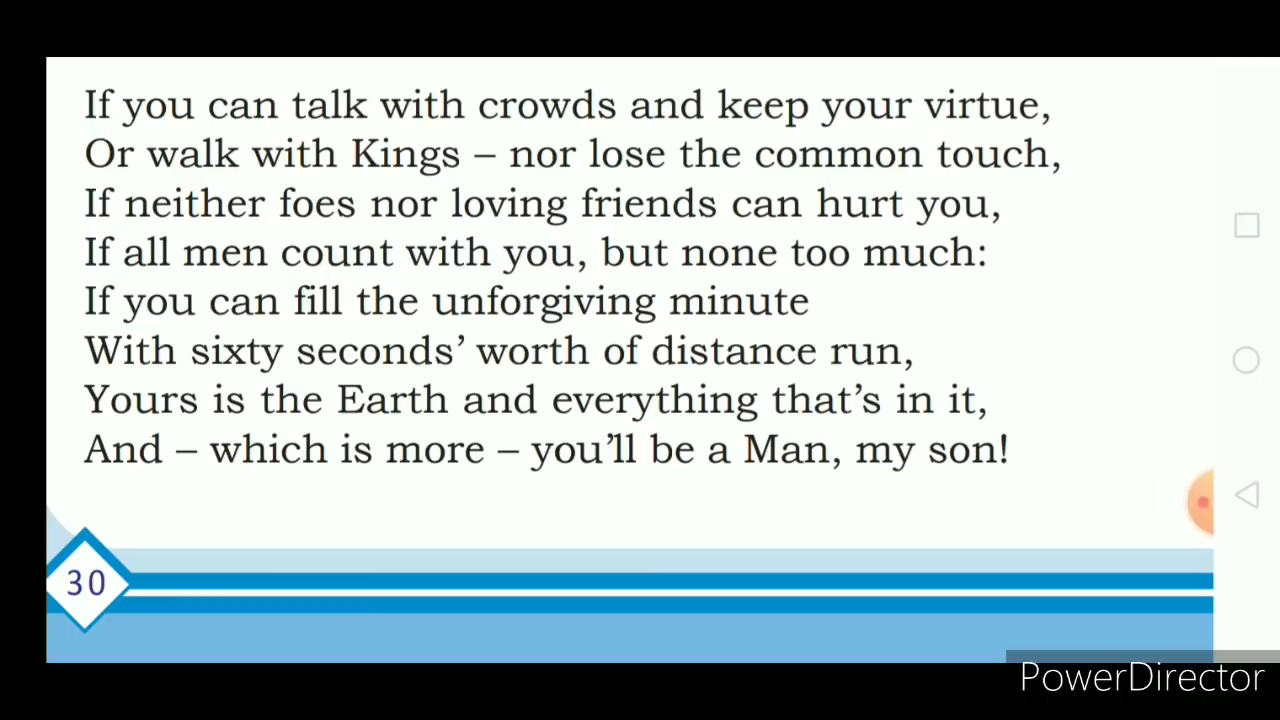 If you can talk with crowds and keep your virtue,
Or walk with Kings – nor lose the common touch,
If neither foes nor loving friends can hurt you,
If all men count with you, but none too much:
If you can fill the unforgiving minute
With sixty seconds’ worth of distance run,
Yours is the Earth and everything that’s in it,
And – which is more – you’ll be a Man, my son!
30
PowerDirector